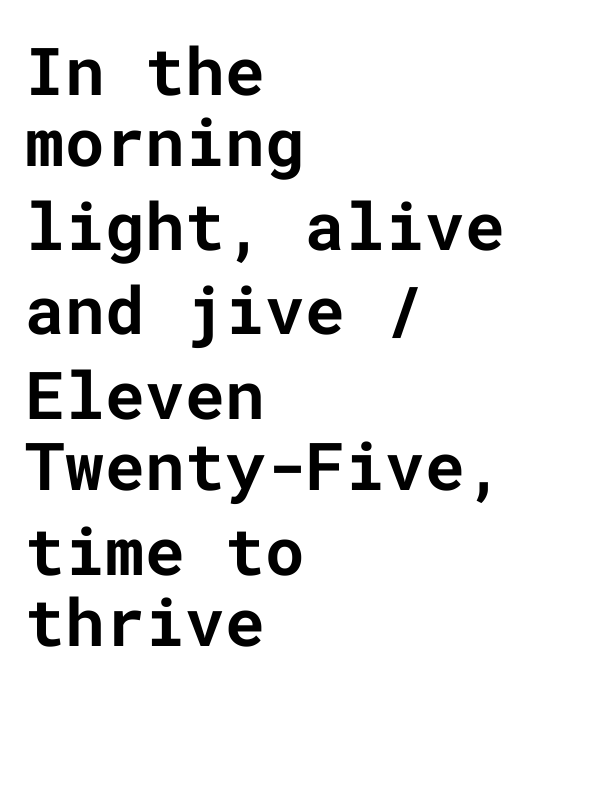 In the
morning
light, alive
and jive /
Eleven
Twenty-Five,
time to
thrive